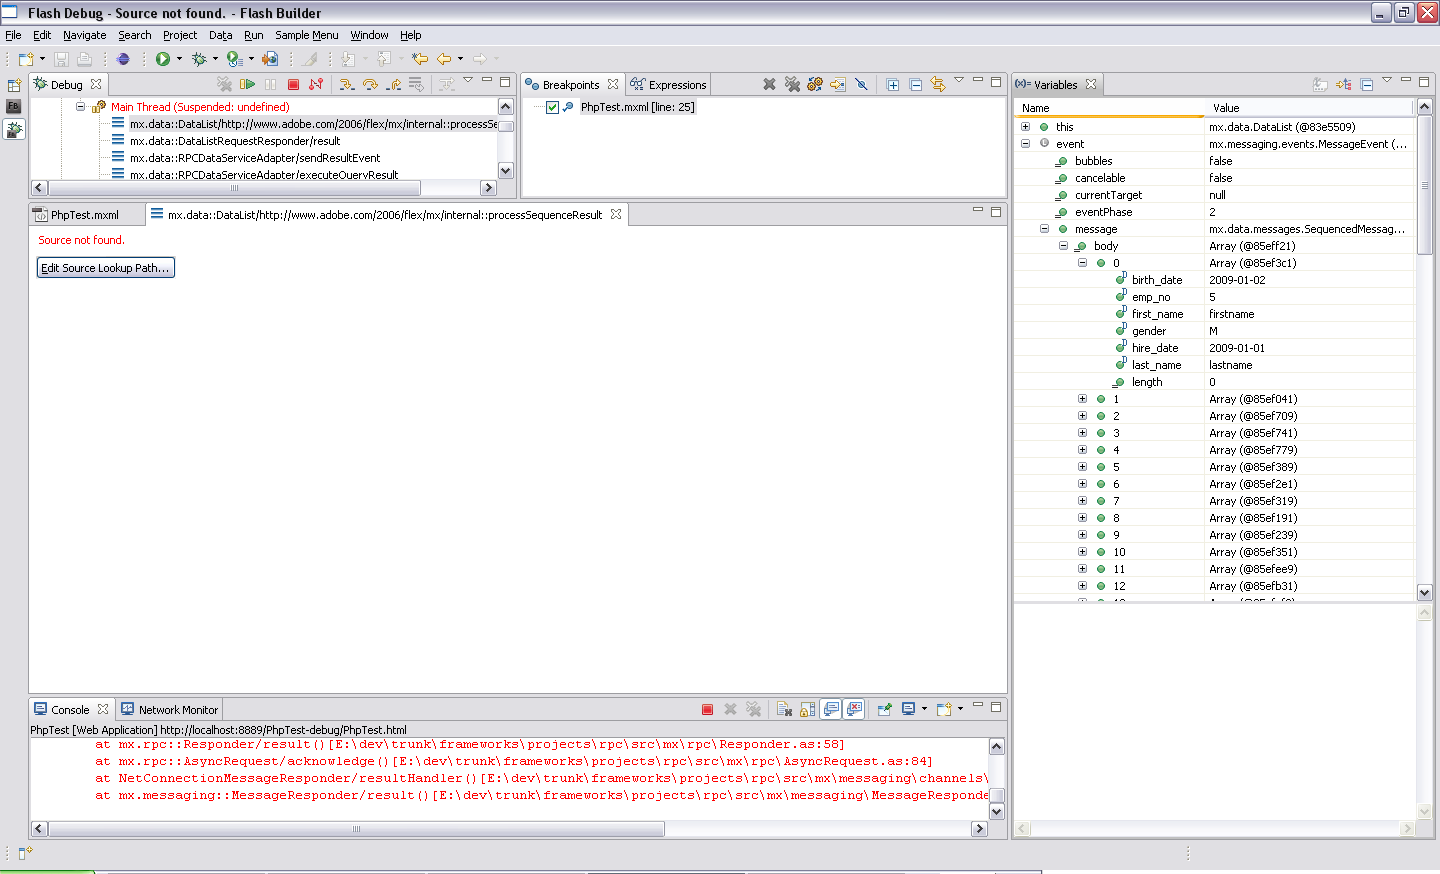 Flash Debug - Source not found. - Flash Builder
File Edit Navigate Search Project Data Run Sample Menu Window Help
Debug
Main Thread (Suspended: undefined)
mx.data::DataList/http://www.adobe.com/2006/flex/mx/internal::processSe
mx.data::DataListRequestResponder/result
mx.data::RPCDataServiceAdapter/sendResultEvent
mx.data::RPCDataServiceAdapter/executeQueryResult
Breakpoints Expressions
PhpTest.mxml [line: 25]
PhpTest.mxml mx.data::DataList/http://www.adobe.com/2006/flex/mx/internal::processSequenceResult
Source not found.
Edit Source Lookup Path...
FB
(x)= Variables
Name Value
this mx.data.DataList (@83e5509)
event mx.messaging.events.MessageEvent (...
bubbles false
cancelable false
currentTarget null
eventPhase 2
message mx.data.messages.SequencedMessag...
body Array (@85eff21)
0 Array (@85ef3c1)
birth_date 2009-01-02
emp_no 5
first_name firstname
gender M
hire_date 2009-01-01
last_name lastname
length 0
1 Array (@85ef041)
2 Array (@85ef709)
3 Array (@85ef741)
4 Array (@85ef779)
5 Array (@85ef389)
6 Array (@85ef2e1)
7 Array (@85ef319)
8 Array (@85ef191)
9 Array (@85ef239)
10 Array (@85ef351)
11 Array (@85efee9)
12 Array (@85efb31)
Console Network Monitor
PhpTest [Web Application] http://localhost:8889/PhpTest-debug/PhpTest.html
at mx.rpc::Responder/result()[E:\dev\trunk\frameworks\projects\rpc\src\mx\rpc\Responder.as:58]
at mx.rpc::AsyncRequest/acknowledge()[E:\dev\trunk\frameworks\projects\rpc\src\mx\rpc\AsyncRequest.as:84]
at NetConnectionMessageResponder/resultHandler()[E:\dev\trunk\frameworks\projects\rpc\src\mx\messaging\channels\
at mx.messaging::MessageResponder/result()[E:\dev\trunk\frameworks\projects\rpc\src\mx\messaging\MessageResponde